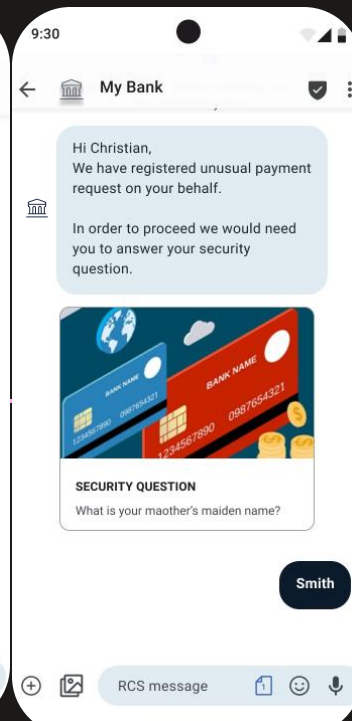 9:30
My Bank
Hi Christian,
We have registered unusual payment
request on your behalf.
In order to proceed we would need
you to answer your security
question.
BANK NAME
1234567890 0987654321
BANK NAME
1234567890 0987654321
SECURITY QUESTION
What is your maother's maiden name?
Smith
RCS message
1